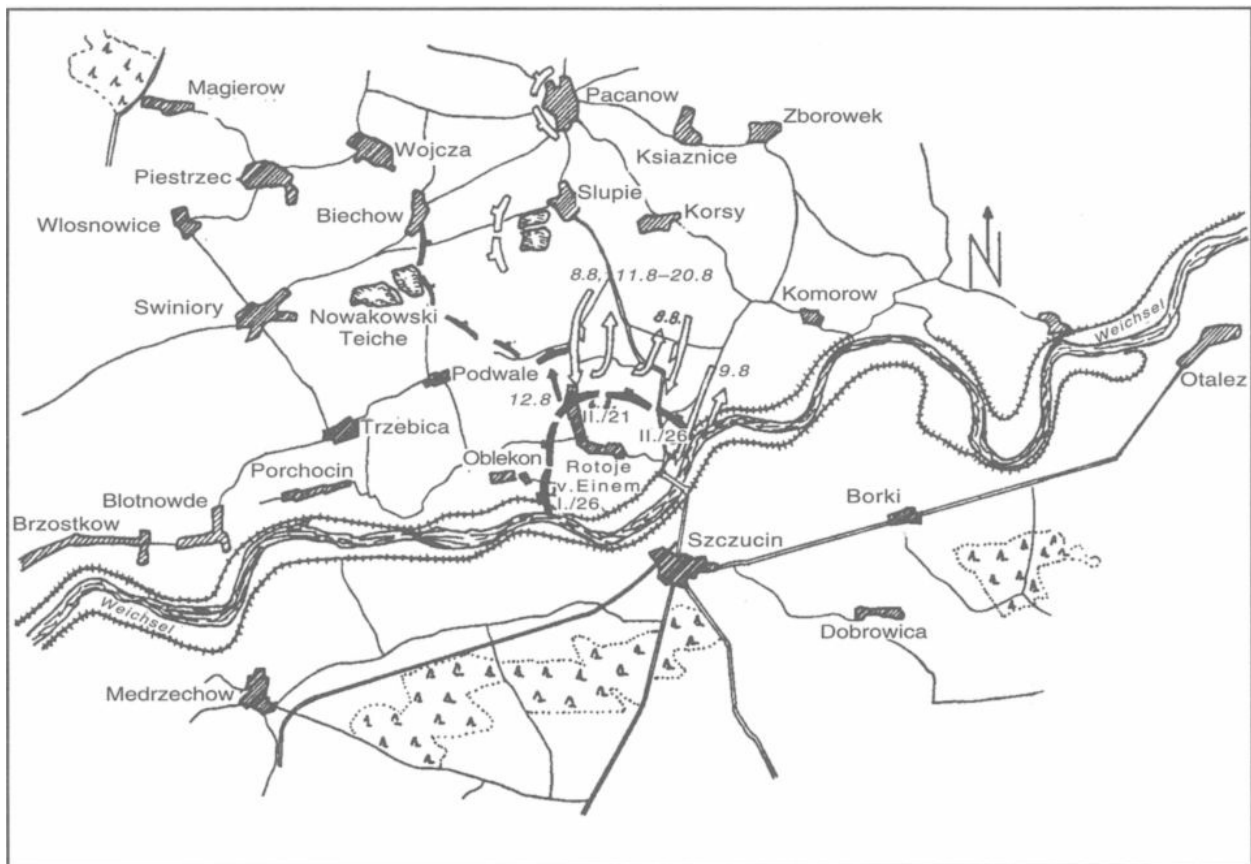 Magierow
Pacanow
Zborowek
Wojcza
Ksiaznice
Piestrzec
Slupie
Biechow
Korsy
Wlosnowice
N
8.8., 11.8–20.8
Weichsel
Swiniory
Komorow
Nowakowski
Teiche
8.8.
Otalez
9.8
Podwale
12.8
II./21
Trzebica
II./26
Oblekon
Rotoje
Porchocin
v. Einem
I./26
Blotnowde
Borki
Brzostkow
Szczucin
Weichsel
Dobrowica
Medrzechow